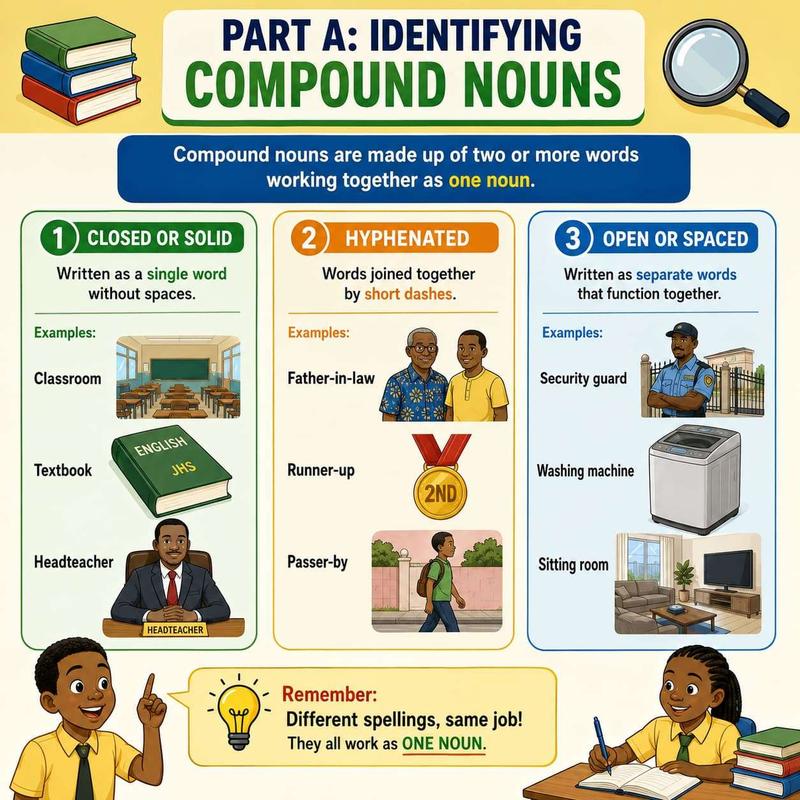 PART A: IDENTIFYING
COMPOUND NOUNS
Compound nouns are made up of two or more words
working together as one noun.
1 CLOSED OR SOLID
Written as a single word
without spaces.
Examples:
Classroom
Textbook
ENGLISH
JHS
Headteacher
HEADTEACHER
2 HYPHENATED
Words joined together
by short dashes.
Examples:
Father-in-law
Runner-up
2ND
Passer-by
3 OPEN OR SPACED
Written as separate words
that function together.
Examples:
Security guard
Washing machine
Sitting room
Remember:
Different spellings, same job!
They all work as ONE NOUN.